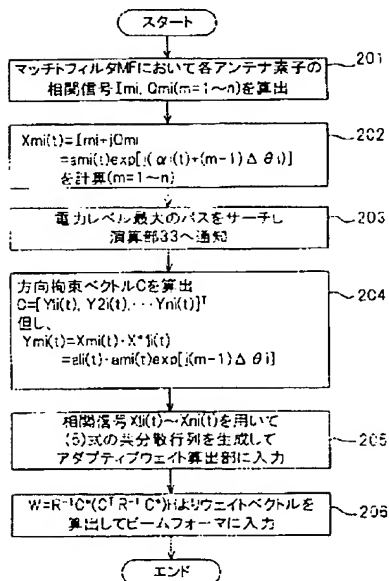 スタート
201
マッチトフィルタMFにおいて各アンテナ素子の
相関信号Imi, Qmi(m=1~n)を算出
202
Xmi(t)=Imi+jQmi
=ami(t)exp[j(αi(t)+(m-1)Δθi)]
を計算(m=1~n)
203
電力レベル最大のパスをサーチし
演算部33へ通知
204
方向拘束ベクトルCを算出
C=[Y1i(t), Y2i(t), ・・・Yni(t)]ᵀ
但し、
Ymi(t)=Xmi(t)・X*1i(t)
=a1i(t)・ami(t)exp[j(m-1)Δθi]
205
相関信号X1i(t)~Xni(t)を用いて
(5)式の共分散行列を生成して
アダプティブウェイト算出部に入力
206
W=R⁻¹C*(CᵀR⁻¹C*)Hよりウェイトベクトルを
算出してビームフォーマに入力
エンド